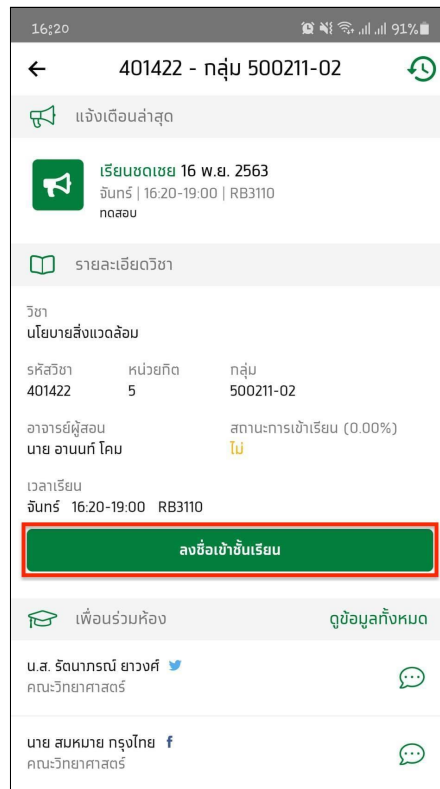 16:20 91%
401422 - กลุ่ม 500211-02
แจ้งเตือนล่าสุด
เรียนชดเชย 16 พ.ย. 2563
จันทร์ | 16:20-19:00 | RB3110
ทดสอบ
รายละเอียดวิชา
วิชา
นโยบายสิ่งแวดล้อม
รหัสวิชา หน่วยกิต กลุ่ม
401422 5 500211-02
อาจารย์ผู้สอน สถานะการเข้าเรียน (0.00%)
นาย อานนท์ โคม ไม่
เวลาเรียน
จันทร์ 16:20-19:00 RB3110
ลงชื่อเข้าชั้นเรียน
เพื่อนร่วมห้อง ดูข้อมูลทั้งหมด
น.ส. รัตนาภรณ์ ยาวงศ์
คณะวิทยาศาสตร์
นาย สมหมาย กรุงไทย
คณะวิทยาศาสตร์